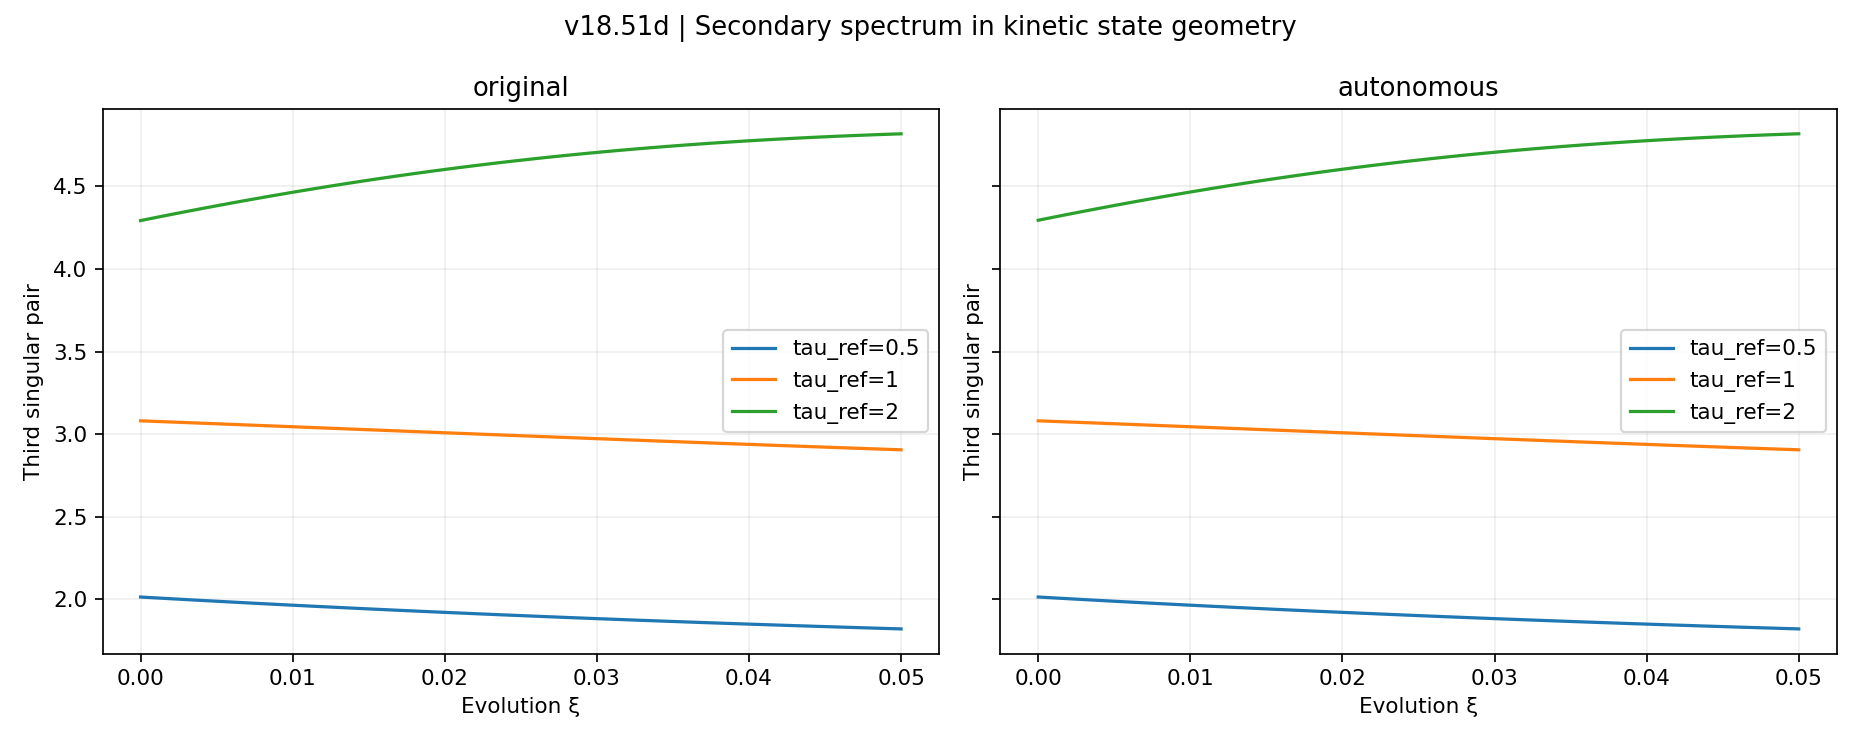 v18.51d | Secondary spectrum in kinetic state geometry
original
Third singular pair
4.5
4.0
3.5
3.0
2.5
2.0
tau_ref=0.5
tau_ref=1
tau_ref=2
0.00 0.01 0.02 0.03 0.04 0.05
Evolution ξ
autonomous
Third singular pair
tau_ref=0.5
tau_ref=1
tau_ref=2
0.00 0.01 0.02 0.03 0.04 0.05
Evolution ξ